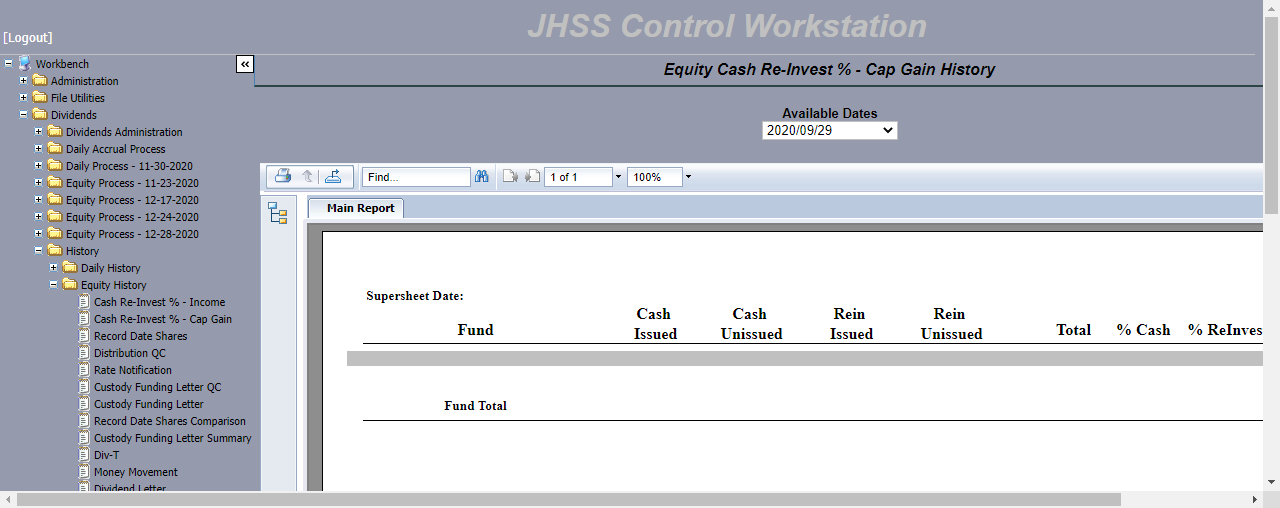 JHSS Control Workstation
[Logout]
Workbench
«
Equity Cash Re-Invest % - Cap Gain History
Administration
File Utilities
Dividends
Dividends Administration
Daily Accrual Process
Daily Process - 11-30-2020
Equity Process - 11-23-2020
Equity Process - 12-17-2020
Equity Process - 12-24-2020
Equity Process - 12-28-2020
History
Daily History
Equity History
Cash Re-Invest % - Income
Cash Re-Invest % - Cap Gain
Record Date Shares
Distribution QC
Rate Notification
Custody Funding Letter QC
Custody Funding Letter
Record Date Shares Comparison
Custody Funding Letter Summary
Div-T
Money Movement
Dividend Letter
Available Dates
2020/09/29
Find... 1 of 1 100%
Main Report
Supersheet Date:
Fund Cash Issued Cash Unissued Rein Issued Rein Unissued Total % Cash % ReInves
Fund Total